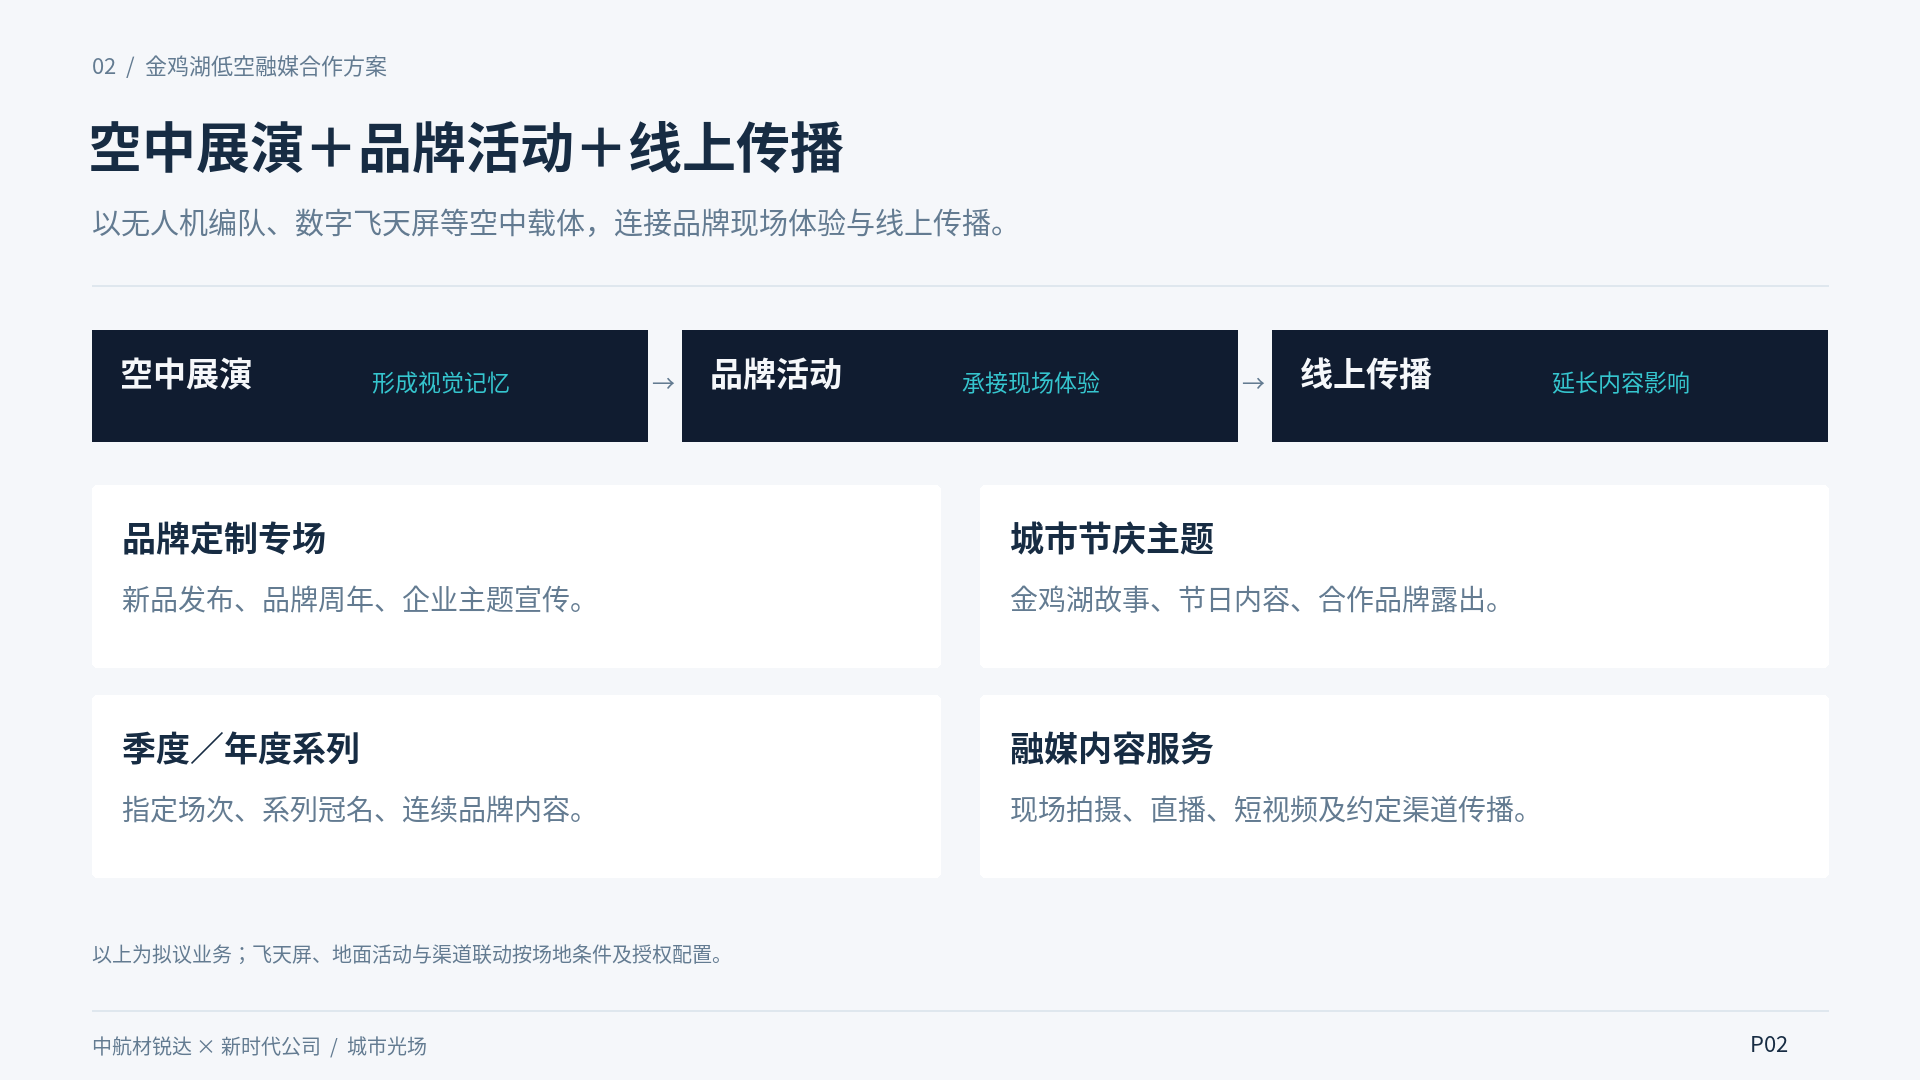 02 / 金鸡湖低空融媒合作方案
空中展演＋品牌活动＋线上传播
以无人机编队、数字飞天屏等空中载体，连接品牌现场体验与线上传播。
空中展演 形成视觉记忆 → 品牌活动 承接现场体验 → 线上传播 延长内容影响
品牌定制专场
新品发布、品牌周年、企业主题宣传。
城市节庆主题
金鸡湖故事、节日内容、合作品牌露出。
季度／年度系列
指定场次、系列冠名、连续品牌内容。
融媒内容服务
现场拍摄、直播、短视频及约定渠道传播。
以上为拟议业务；飞天屏、地面活动与渠道联动按场地条件及授权配置。
中航材锐达 × 新时代公司 / 城市光场
P02